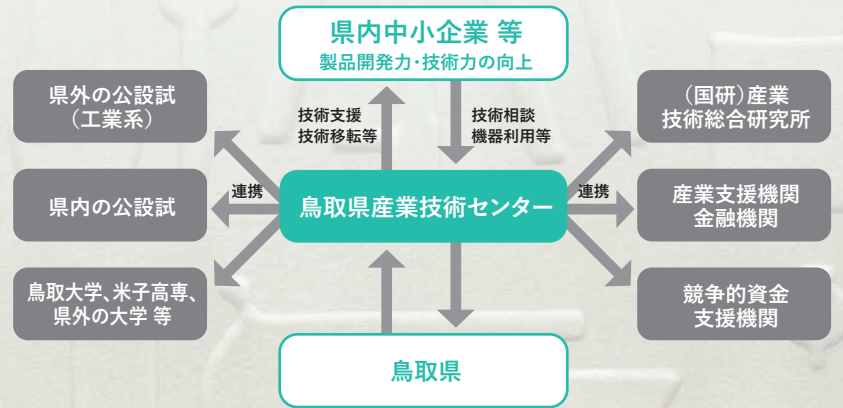 県内中小企業 等
製品開発力・技術力の向上
県外の公設試
（工業系）
技術支援
技術移転等
技術相談
機器利用等
（国研）産業
技術総合研究所
県内の公設試
連携
鳥取県産業技術センター
連携
産業支援機関
金融機関
鳥取大学、米子高専、
県外の大学 等
競争的資金
支援機関
鳥取県